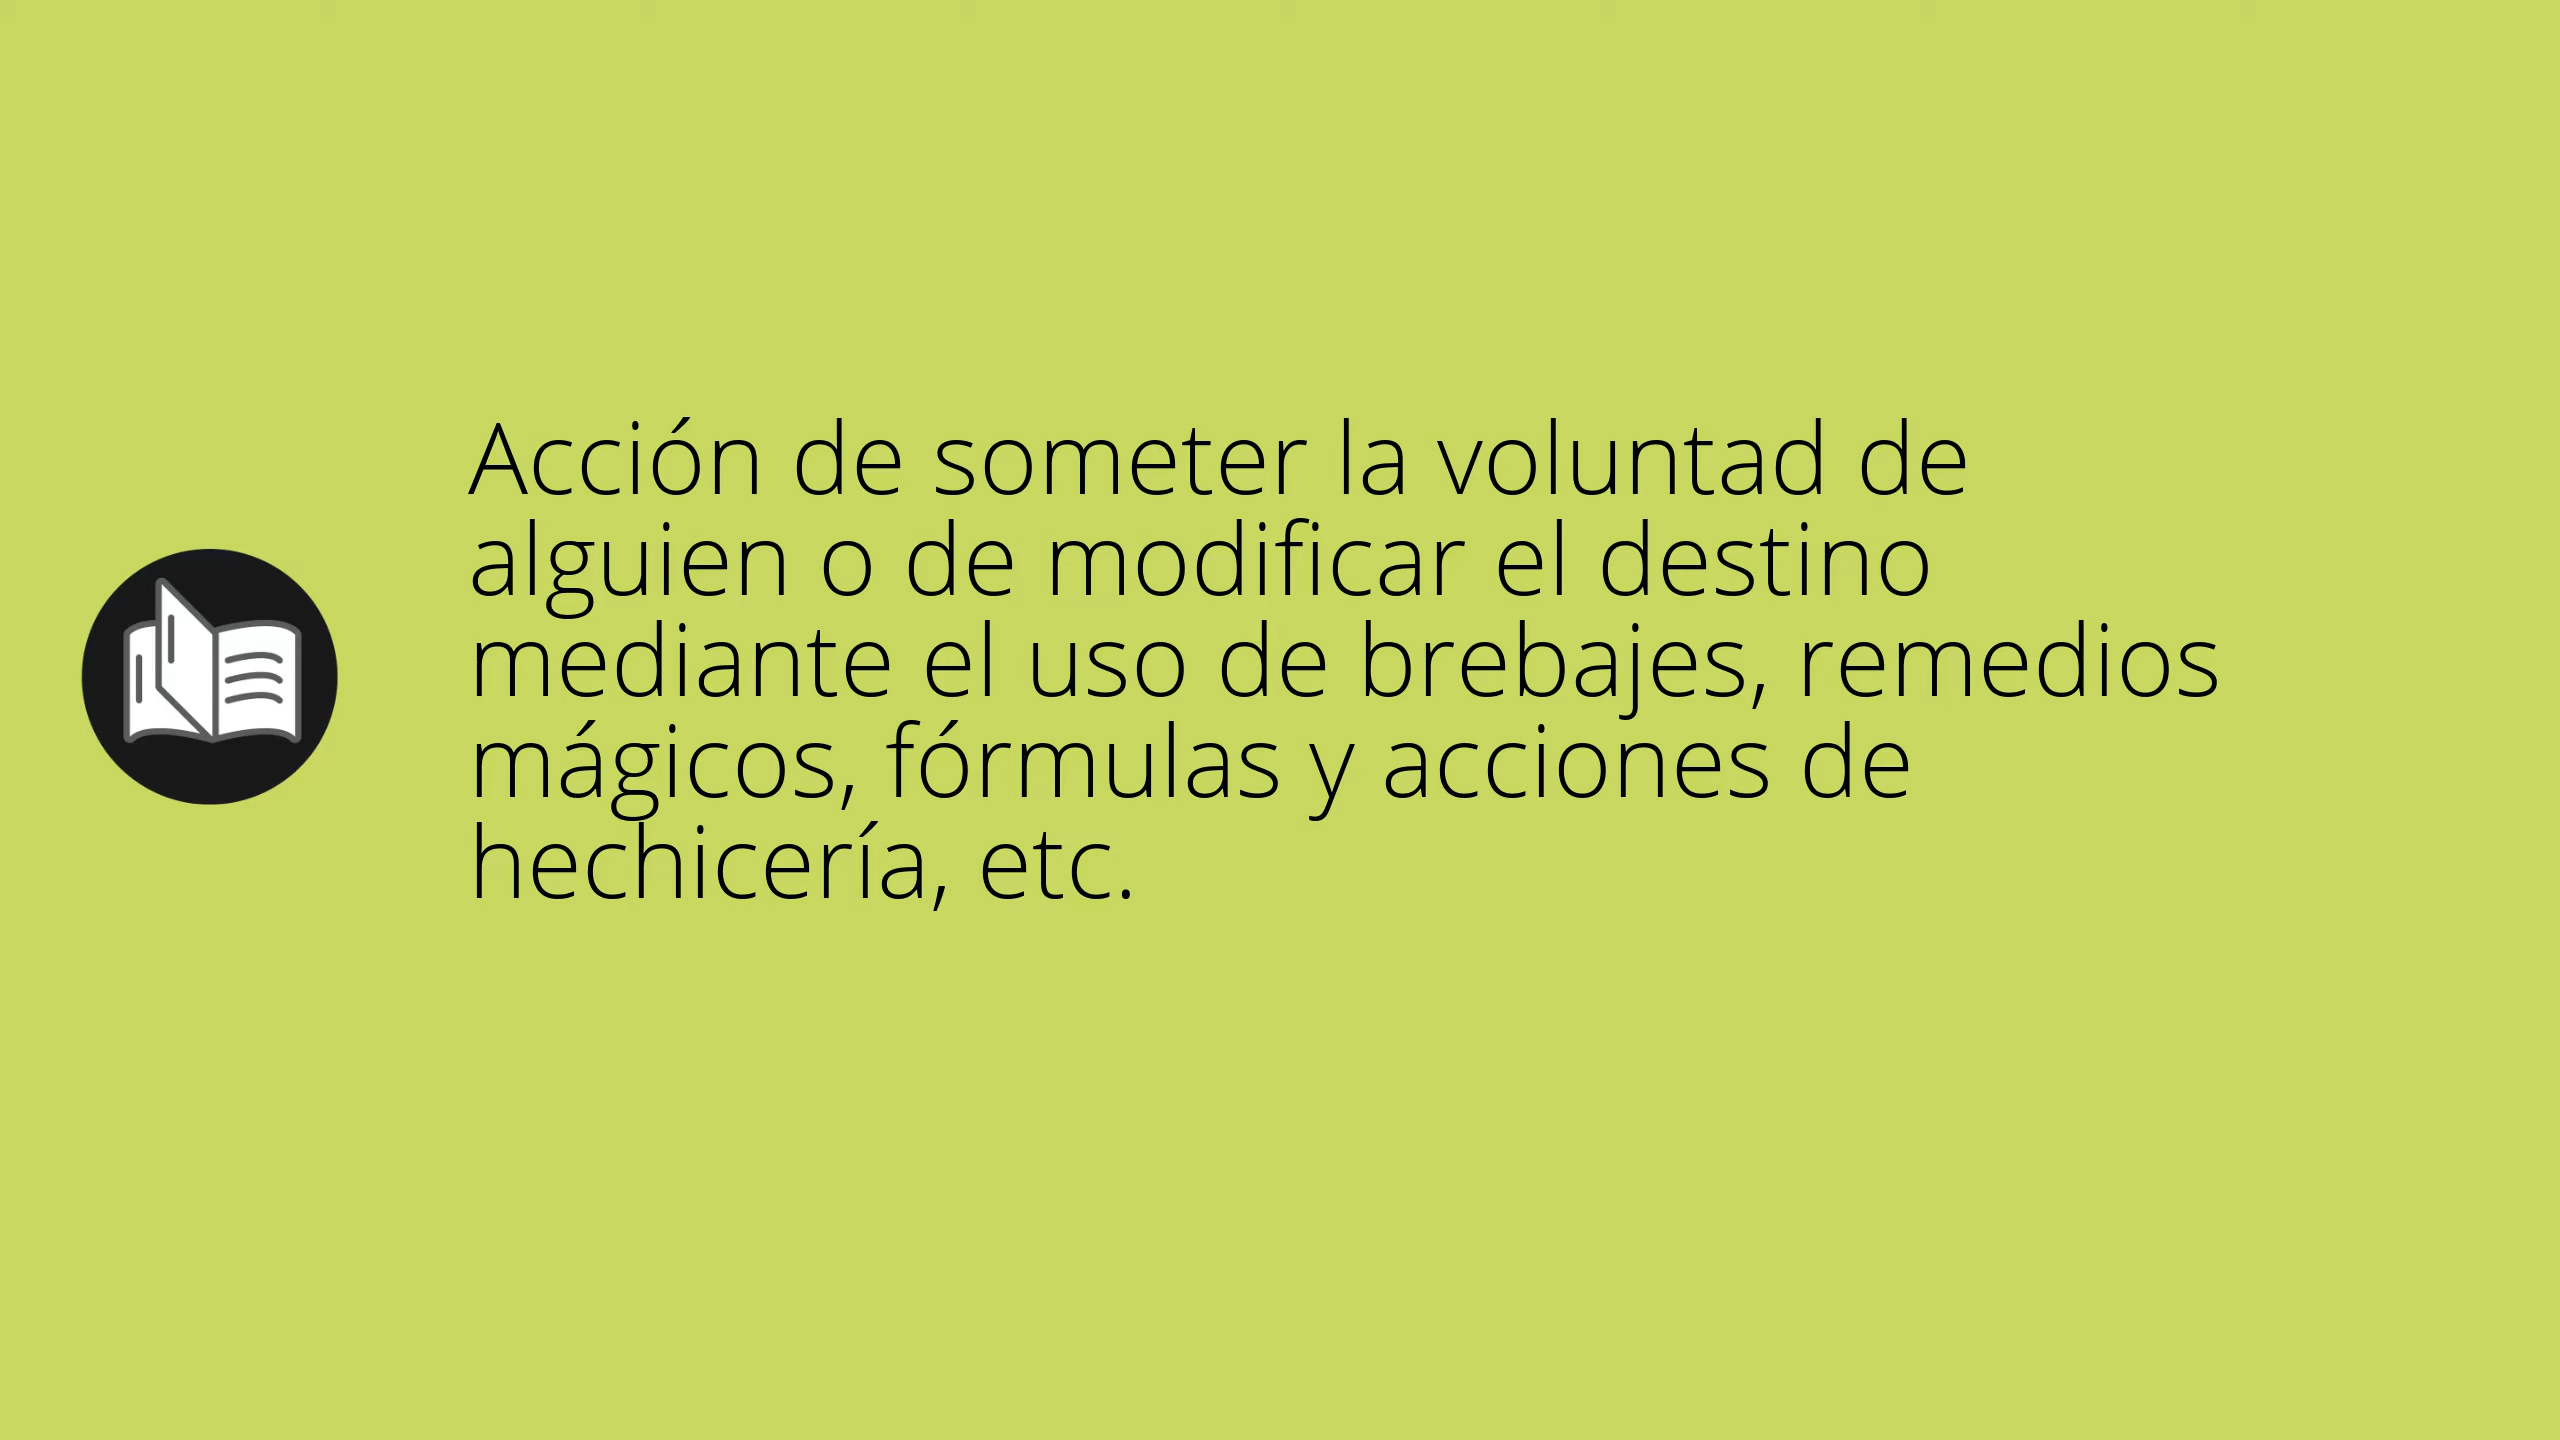 Acción de someter la voluntad de
alguien o de modificar el destino
mediante el uso de brebajes, remedios
mágicos, fórmulas y acciones de
hechicería, etc.